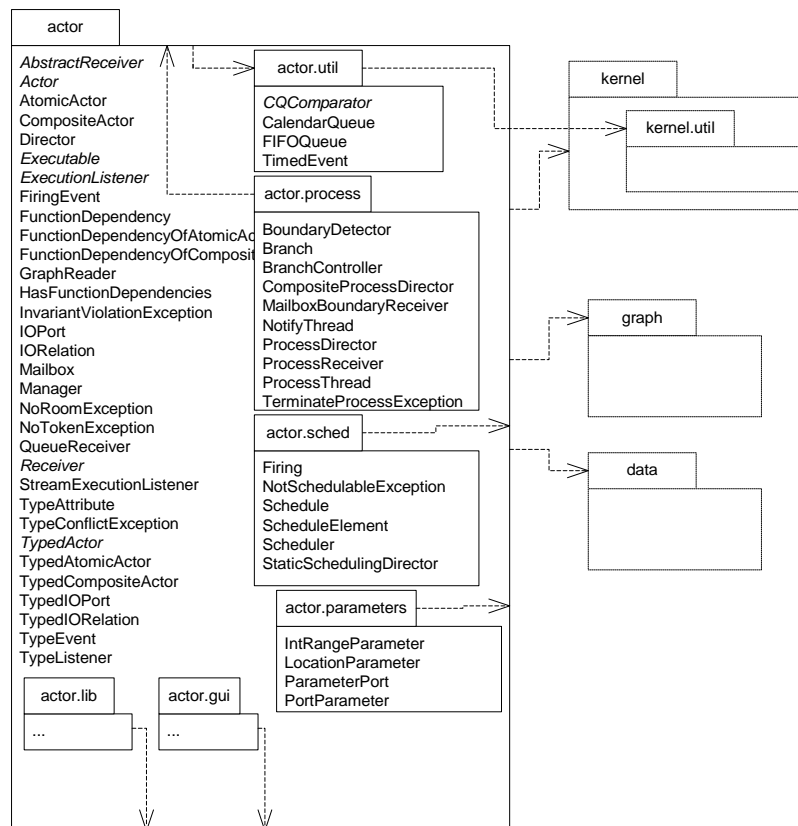 actor
AbstractReceiver
Actor
AtomicActor
CompositeActor
Director
Executable
ExecutionListener
FiringEvent
FunctionDependency
FunctionDependencyOfAtomicAc
FunctionDependencyOfComposit
GraphReader
HasFunctionDependencies
InvariantViolationException
IOPort
IORelation
Mailbox
Manager
NoRoomException
NoTokenException
QueueReceiver
Receiver
StreamExecutionListener
TypeAttribute
TypeConflictException
TypedActor
TypedAtomicActor
TypedCompositeActor
TypedIOPort
TypedIORelation
TypeEvent
TypeListener
actor.lib
...
actor.gui
...
actor.util
CQComparator
CalendarQueue
FIFOQueue
TimedEvent
actor.process
BoundaryDetector
Branch
BranchController
CompositeProcessDirector
MailboxBoundaryReceiver
NotifyThread
ProcessDirector
ProcessReceiver
ProcessThread
TerminateProcessException
actor.sched
Firing
NotSchedulableException
Schedule
ScheduleElement
Scheduler
StaticSchedulingDirector
actor.parameters
IntRangeParameter
LocationParameter
ParameterPort
PortParameter
kernel
kernel.util
graph
data